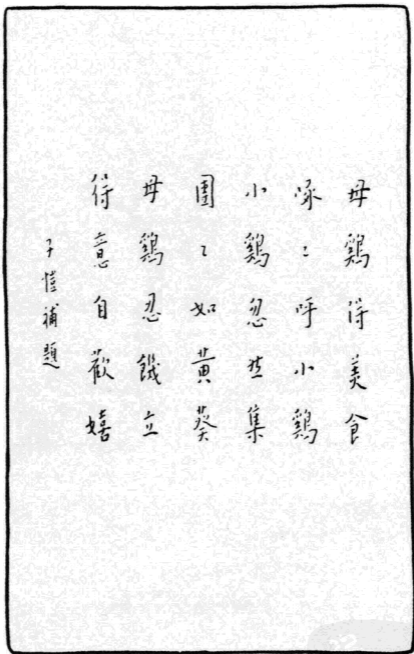 母鷄得美食
啄〻呼小鷄
小鷄忽然集
團〻如黃葵
母鷄忍饑立
得意自歡嬉
子愷補題